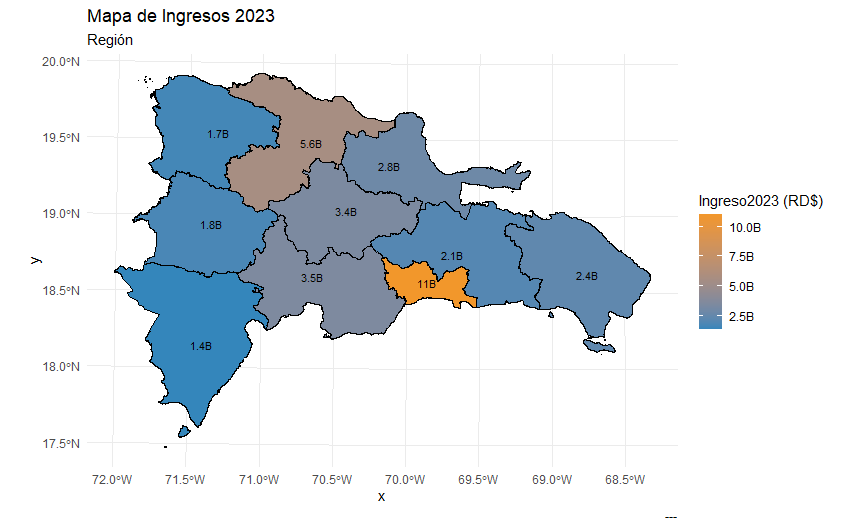 Mapa de Ingresos 2023
Región
20.0°N
19.5°N
19.0°N
18.5°N
18.0°N
17.5°N
y
1.7B
5.6B
2.8B
3.4B
1.8B
2.1B
3.5B
11B
2.4B
1.4B
72.0°W
71.5°W
71.0°W
70.5°W
70.0°W
69.5°W
69.0°W
68.5°W
x
Ingreso2023 (RD$)
10.0B
7.5B
5.0B
2.5B